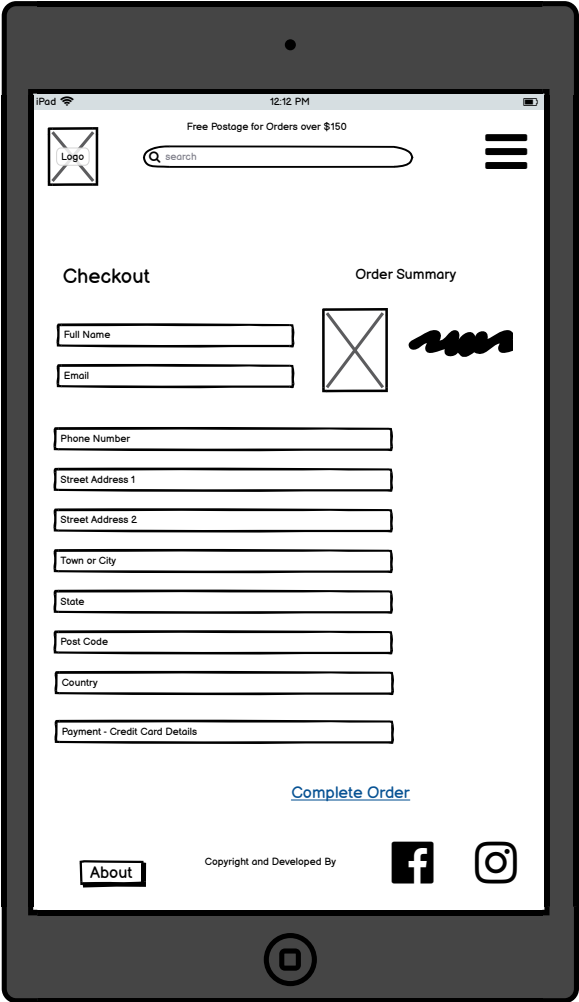 iPad 12:12 PM
Free Postage for Orders over $150
Logo
search
Checkout
Order Summary
Full Name
Email
Phone Number
Street Address 1
Street Address 2
Town or City
State
Post Code
Country
Payment - Credit Card Details
Complete Order
Copyright and Developed By
About